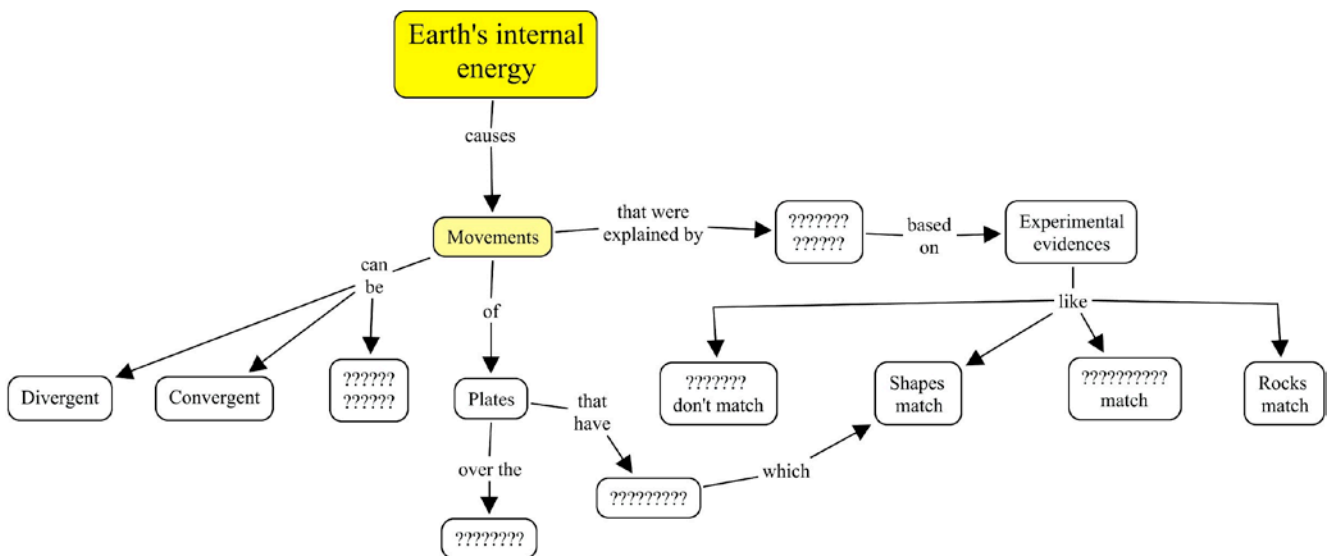 Earth's internal
energy
causes
Movements
that were
explained by
???????
??????
based
on
Experimental
evidences
can
be
of
like
Divergent
Convergent
??????
??????
Plates
that
have
???????
don't match
Shapes
match
??????????
match
Rocks
match
over the
?????????
which
????????